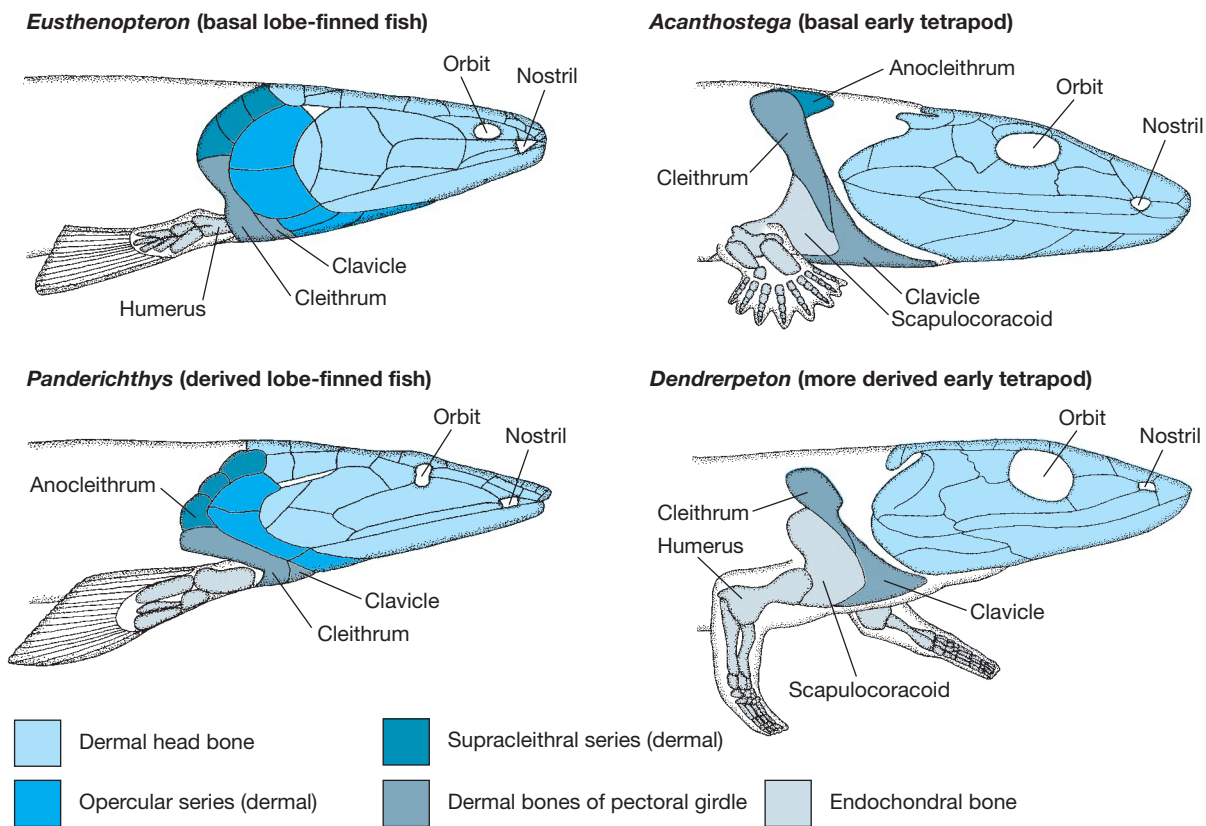 Eusthenopteron (basal lobe-finned fish)
Orbit
Nostril
Clavicle
Cleithrum
Humerus
Acanthostega (basal early tetrapod)
Anocleithrum
Orbit
Nostril
Cleithrum
Clavicle
Scapulocoracoid
Panderichthys (derived lobe-finned fish)
Orbit
Nostril
Anocleithrum
Clavicle
Cleithrum
Dendrerpeton (more derived early tetrapod)
Orbit
Nostril
Cleithrum
Humerus
Clavicle
Scapulocoracoid
Dermal head bone
Supracleithral series (dermal)
Opercular series (dermal)
Dermal bones of pectoral girdle
Endochondral bone